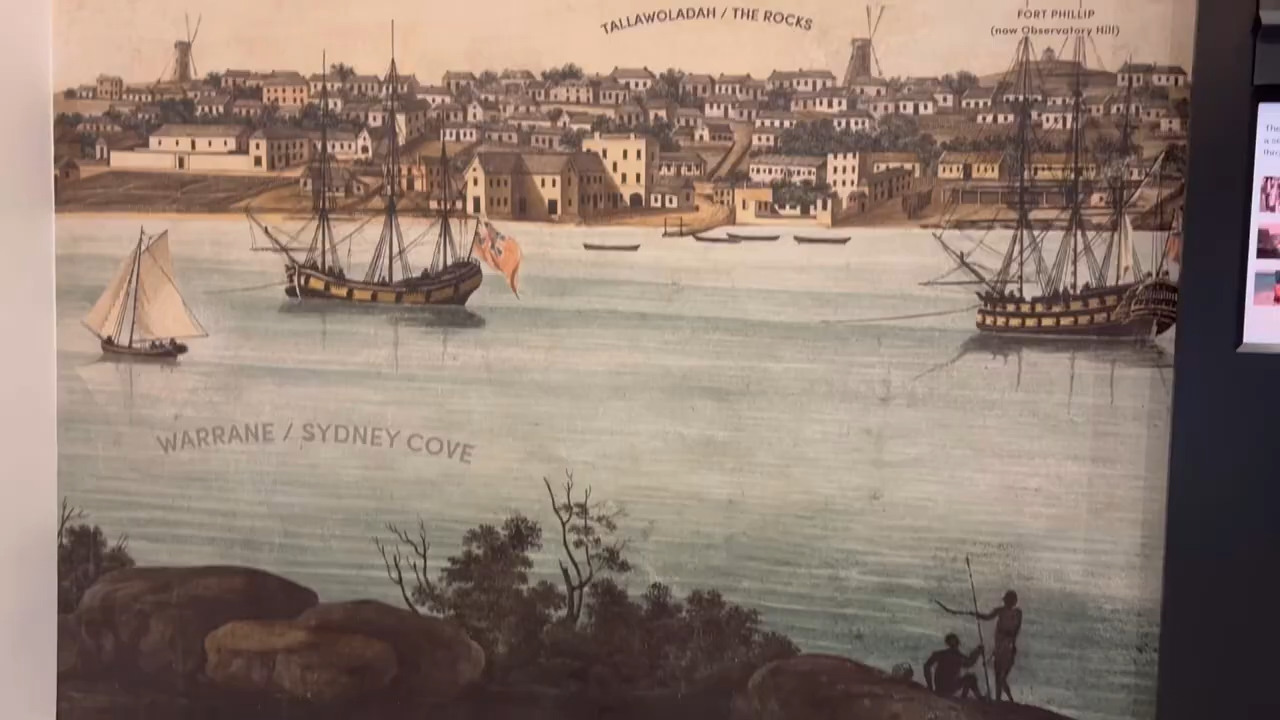 TALLAWOLADAH / THE ROCKS
FORT PHILLIP
(now Observatory Hill)
WARRANE / SYDNEY COVE